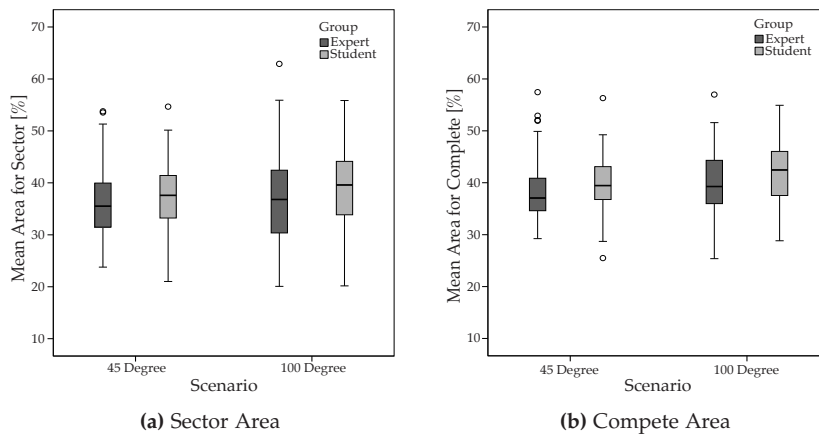 Mean Area for Sector [%]
70
60
50
40
30
20
10
Group
Expert
Student
45 Degree 100 Degree
Scenario
(a) Sector Area
Mean Area for Complete [%]
70
60
50
40
30
20
10
Group
Expert
Student
45 Degree 100 Degree
Scenario
(b) Compete Area